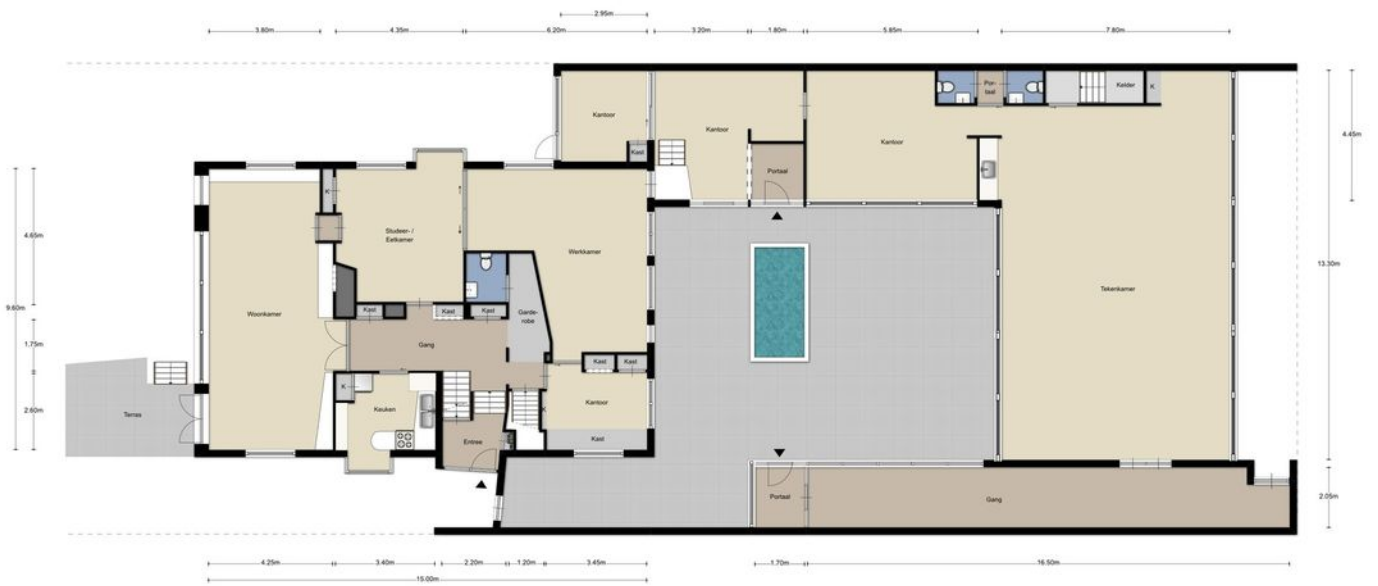 2.95m
3.80m
4.35m
6.20m
3.20m
1.80m
5.85m
7.80m
Por-
taal
Kelder
K
Kantoor
Kantoor
Kantoor
4.45m
Kast
Portaal
K
4.65m
Studeer- /
Eetkamer
Werkkamer
13.30m
Tekenkamer
9.60m
Woonkamer
Kast
Kast
Kast
Garde-
robe
1.75m
Gang
Kast
Kast
K
2.60m
Terras
Keuken
K
Kantoor
Entree
Kast
Portaal
Gang
2.05m
4.25m
3.40m
2.20m
1.20m
3.45m
1.70m
16.50m
15.00m